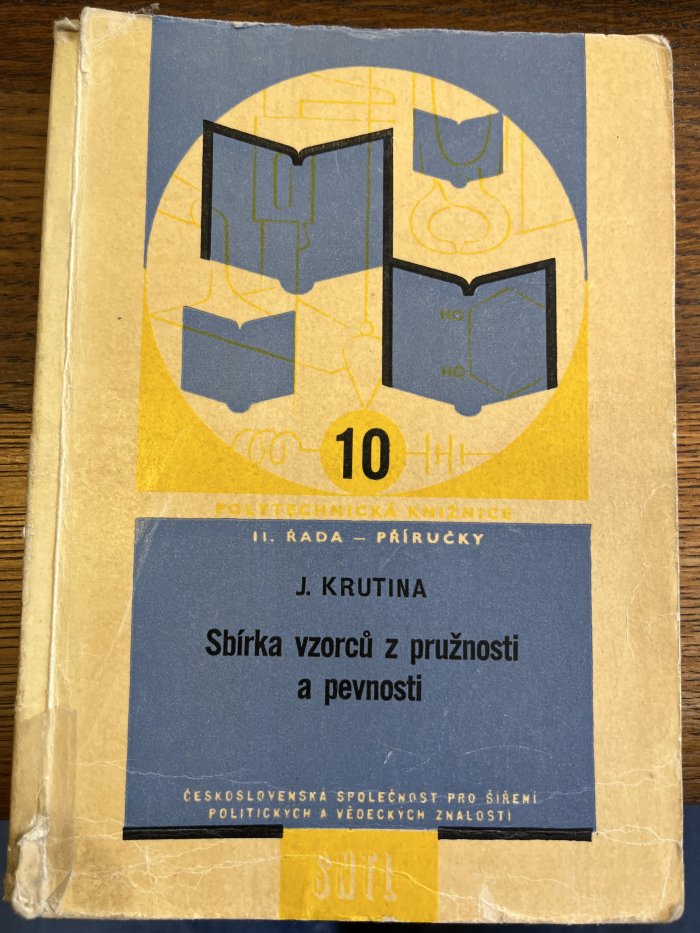 HO
HO
10
POLYTECHNICKÁ KNIŽNICE
II. ŘADA – PŘÍRUČKY
J. KRUTINA
Sbírka vzorců z pružnosti
a pevnosti
ČESKOSLOVENSKÁ SPOLEČNOST PRO ŠÍŘENÍ
POLITICKÝCH A VĚDECKÝCH ZNALOSTÍ
SNTL